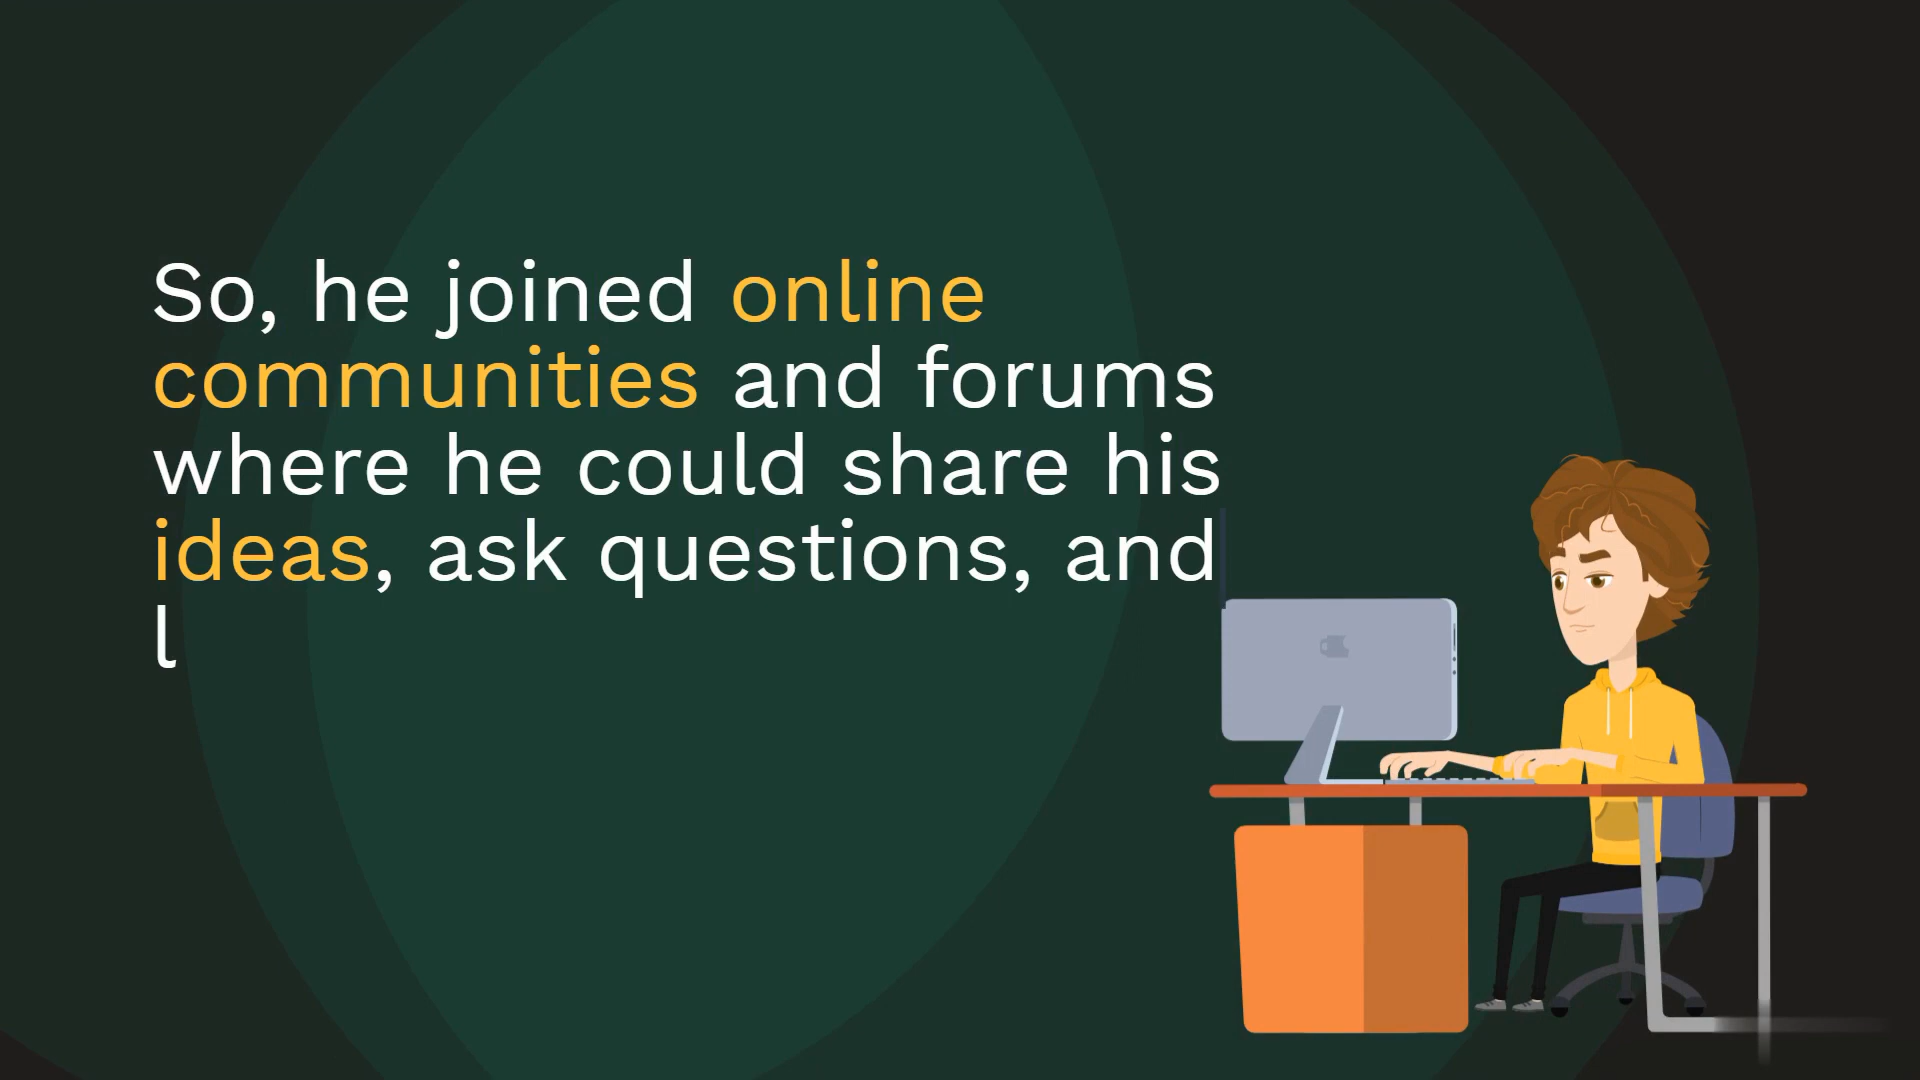 So, he joined online
communities and forums
where he could share his
ideas, ask questions, and
l